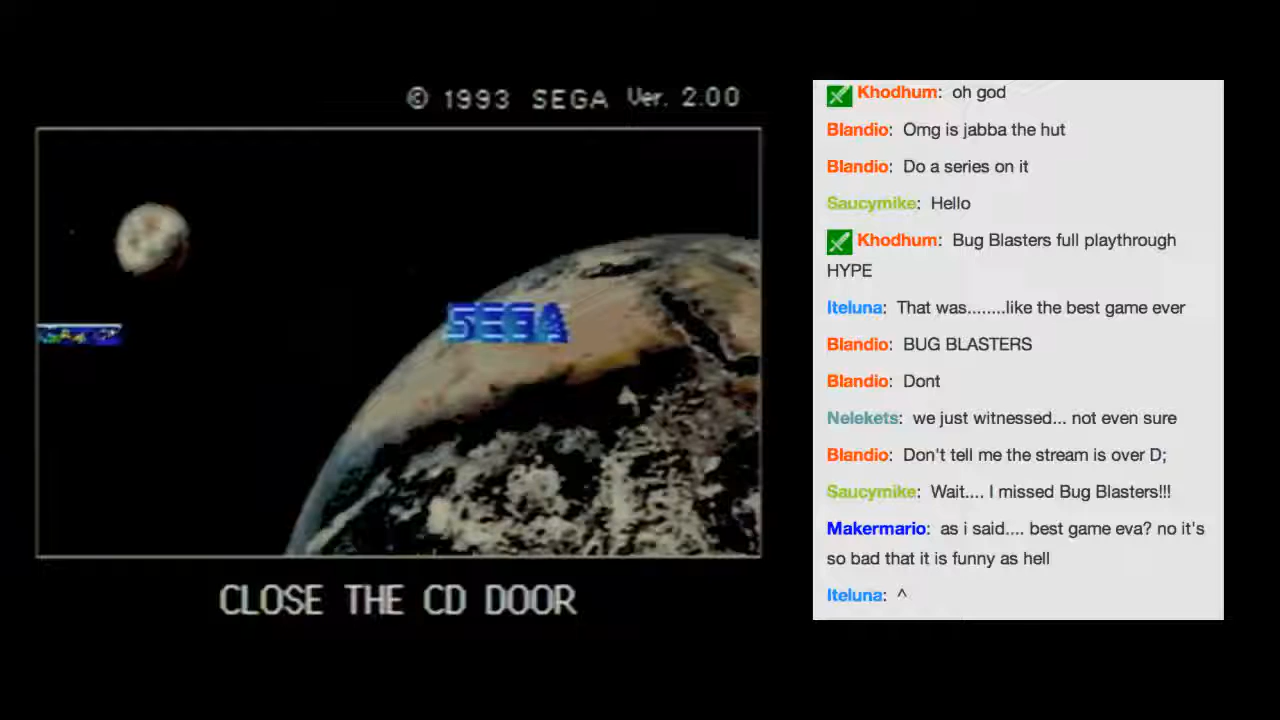 © 1993 SEGA Ver. 2.00
SEGA
CLOSE THE CD DOOR
Khodhum: oh god
Blandio: Omg is jabba the hut
Blandio: Do a series on it
Saucymike: Hello
Khodhum: Bug Blasters full playthrough
HYPE
Iteluna: That was........like the best game ever
Blandio: BUG BLASTERS
Blandio: Dont
Nelekets: we just witnessed... not even sure
Blandio: Don't tell me the stream is over D;
Saucymike: Wait.... I missed Bug Blasters!!!
Makermario: as i said.... best game eva? no it's
so bad that it is funny as hell
Iteluna: ^